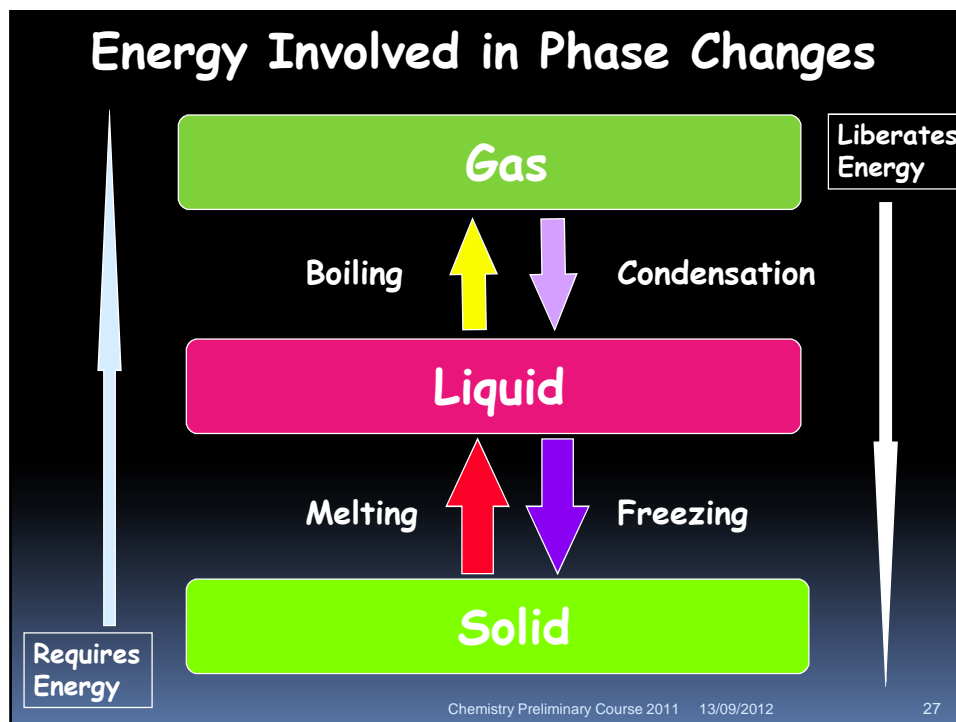 Energy Involved in Phase Changes
Gas
Liberates
Energy
Boiling
Condensation
Liquid
Melting
Freezing
Solid
Requires
Energy
Chemistry Preliminary Course 2011 13/09/2012 27